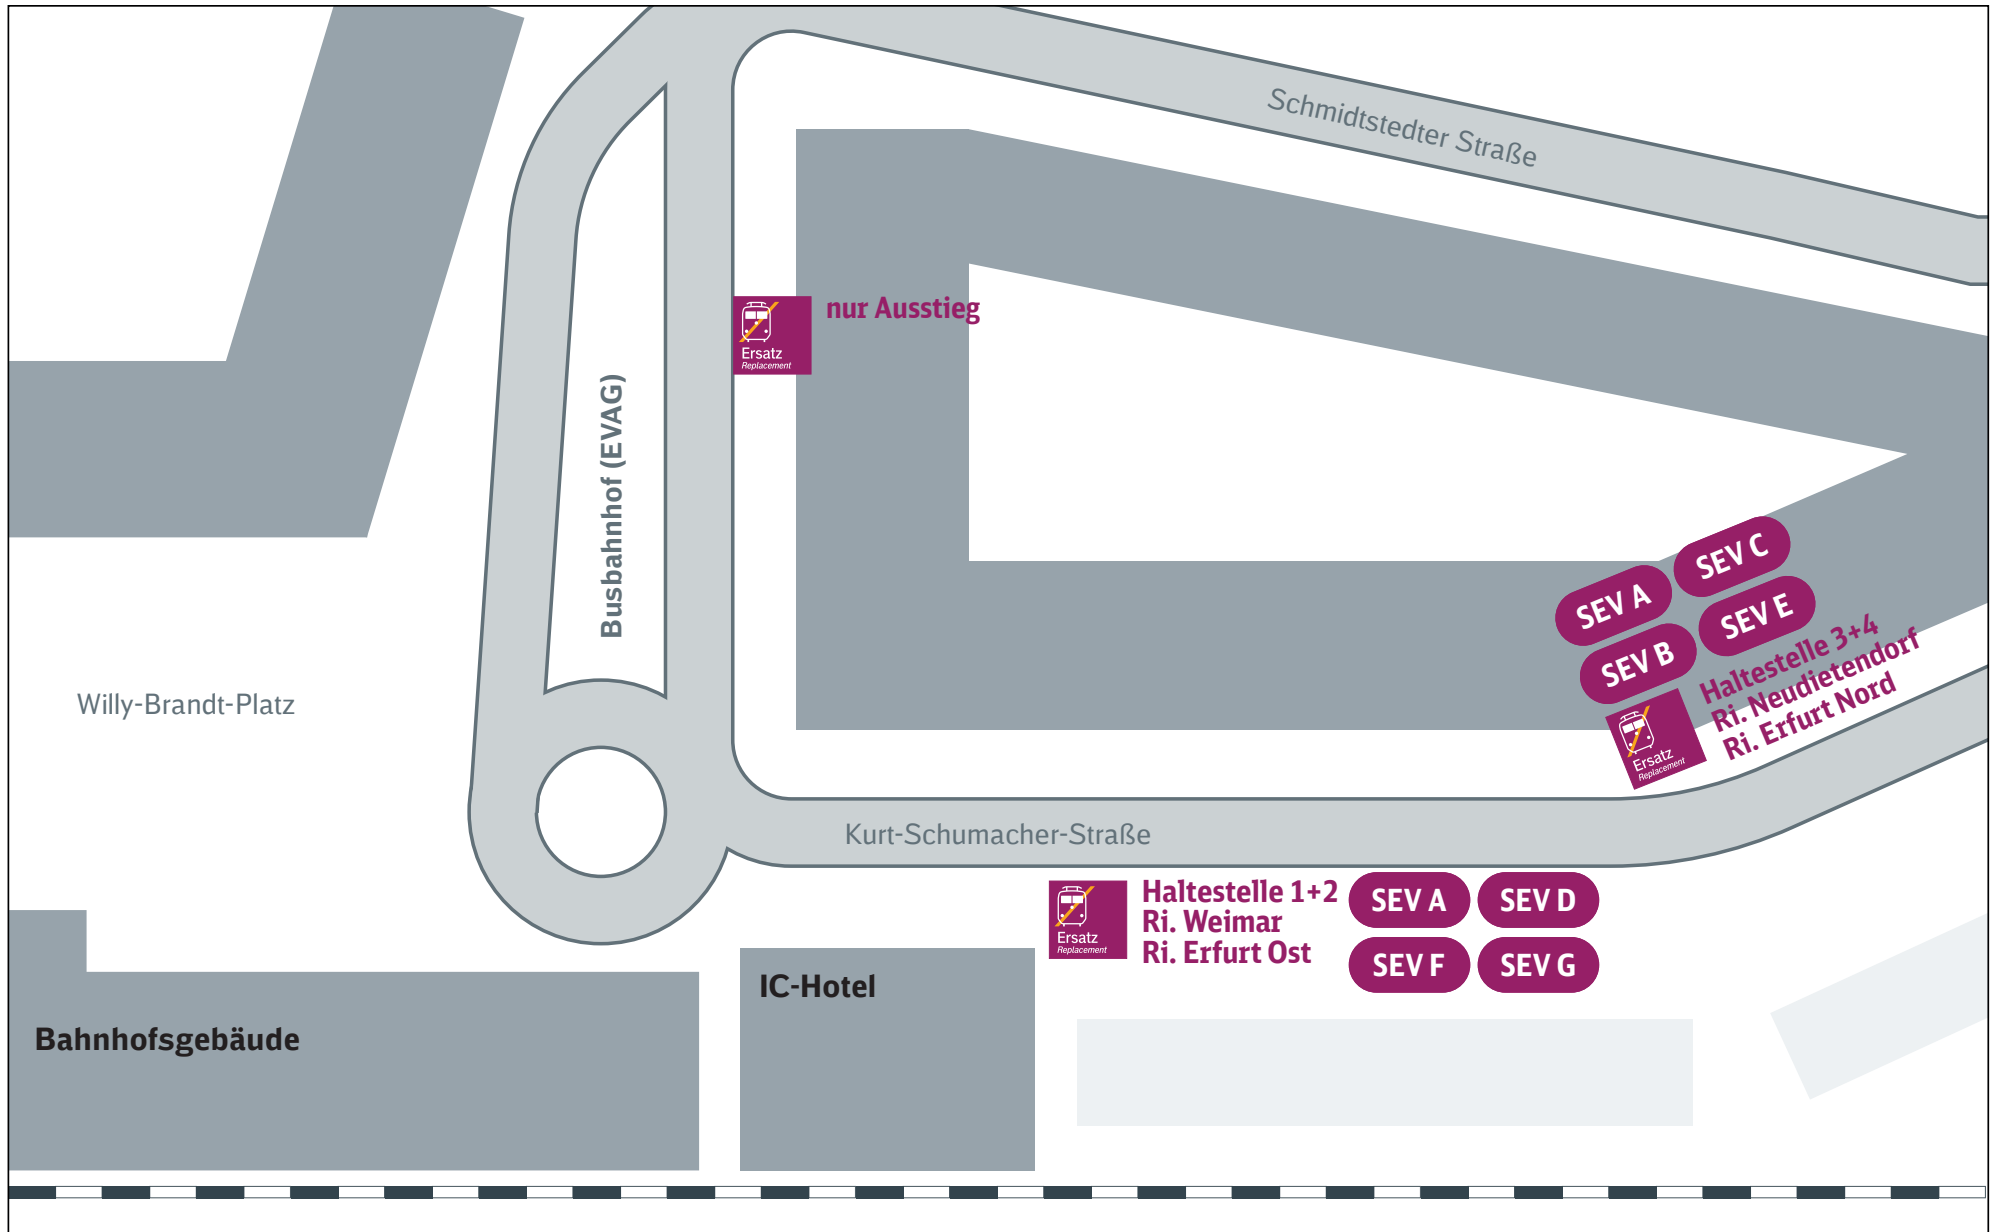 Schmidtstedter Straße
nur Ausstieg
Ersatz
Replacement
Busbahnhof (EVAG)
SEV C
SEV A
SEV E
SEV B
Haltestelle 3+4
Ri. Neudietendorf
Ri. Erfurt Nord
Ersatz
Replacement
Willy-Brandt-Platz
Kurt-Schumacher-Straße
Ersatz
Replacement
Haltestelle 1+2
Ri. Weimar
Ri. Erfurt Ost
SEV A
SEV D
SEV F
SEV G
IC-Hotel
Bahnhofsgebäude